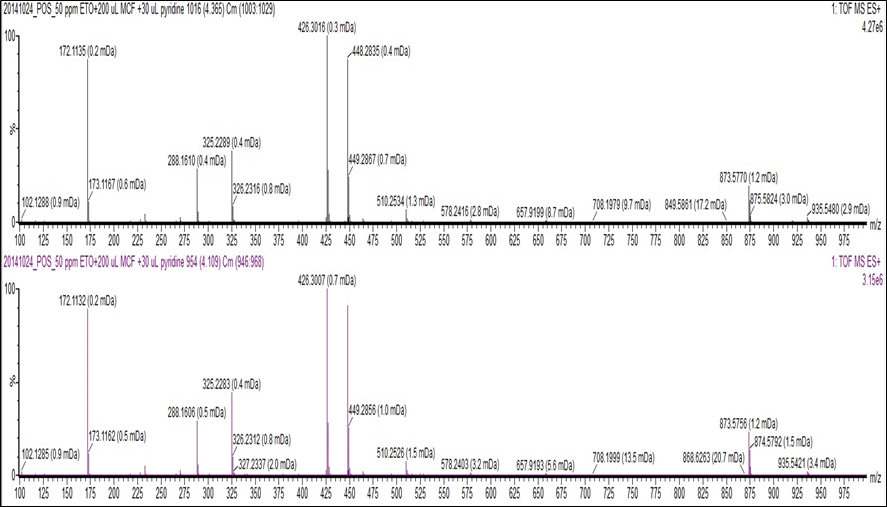 20141024_POS_50 ppm ETO+200 uL MCF +30 uL pyridine 1016 (4.365) Cm (1003:1029)
1: TOF MS ES+
4.27e6
100
%
0
426.3016 (0.3 mDa)
172.1135 (0.2 mDa)
448.2835 (0.4 mDa)
325.2289 (0.4 mDa)
288.1610 (0.4 mDa)
449.2867 (0.7 mDa)
173.1167 (0.6 mDa)
326.2316 (0.8 mDa)
873.5770 (1.2 mDa)
102.1288 (0.9 mDa)
510.2534 (1.3 mDa)
578.2416 (2.8 mDa)
657.9199 (8.7 mDa)
708.1979 (9.7 mDa)
849.5861 (17.2 mDa)
875.5824 (3.0 mDa)
935.5480 (2.9 mDa)
100 125 150 175 200 225 250 275 300 325 350 375 400 425 450 475 500 525 550 575 600 625 650 675 700 725 750 775 800 825 850 875 900 925 950 975 m/z
20141024_POS_50 ppm ETO+200 uL MCF +30 uL pyridine 954 (4.109) Cm (946:968)
1: TOF MS ES+
3.15e6
100
%
0
426.3007 (0.7 mDa)
172.1132 (0.2 mDa)
325.2283 (0.4 mDa)
288.1606 (0.5 mDa)
449.2856 (1.0 mDa)
173.1162 (0.5 mDa)
326.2312 (0.8 mDa)
873.5756 (1.2 mDa)
874.5792 (1.5 mDa)
102.1285 (0.9 mDa)
327.2337 (2.0 mDa)
510.2526 (1.5 mDa)
578.2403 (3.2 mDa)
657.9193 (5.6 mDa)
708.1999 (13.5 mDa)
868.6263 (20.7 mDa)
935.5421 (3.4 mDa)
100 125 150 175 200 225 250 275 300 325 350 375 400 425 450 475 500 525 550 575 600 625 650 675 700 725 750 775 800 825 850 875 900 925 950 975 m/z